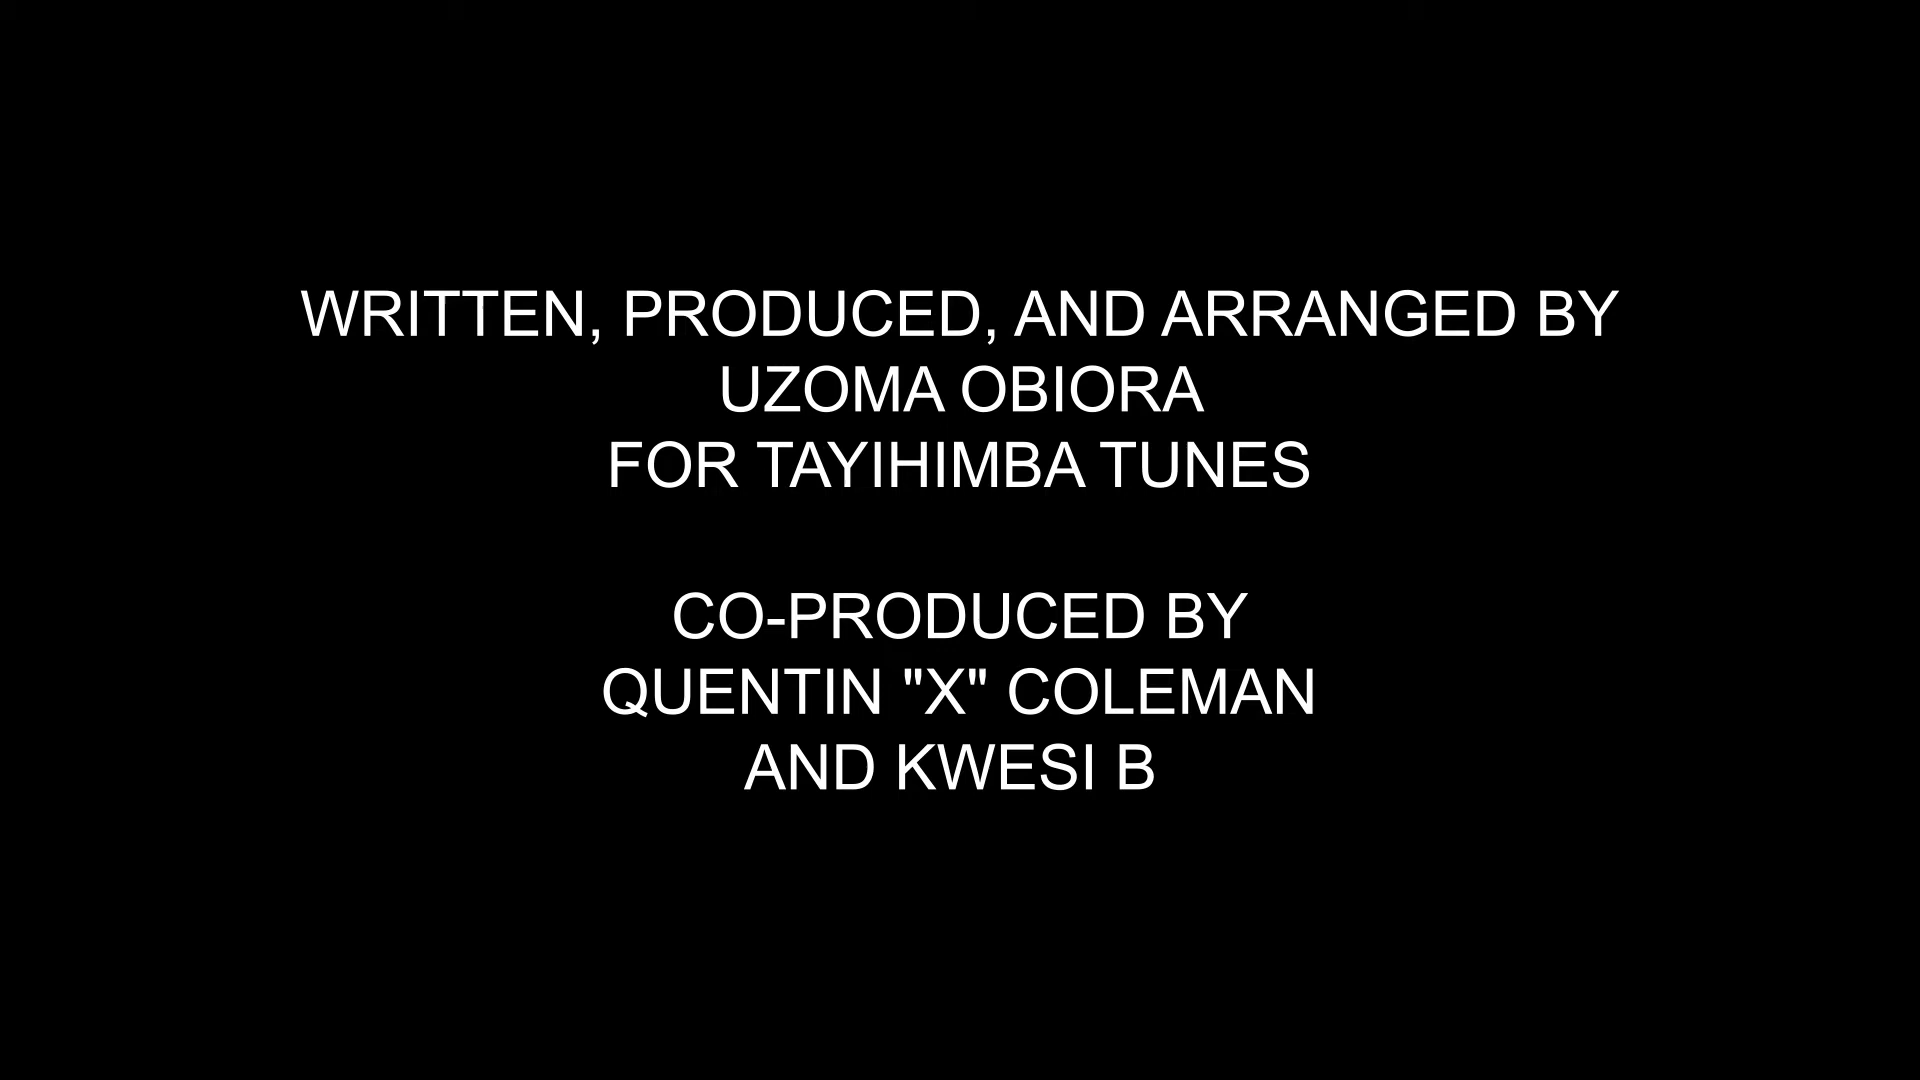 WRITTEN, PRODUCED, AND ARRANGED BY
UZOMA OBIORA
FOR TAYIHIMBA TUNES
CO-PRODUCED BY
QUENTIN "X" COLEMAN
AND KWESI B